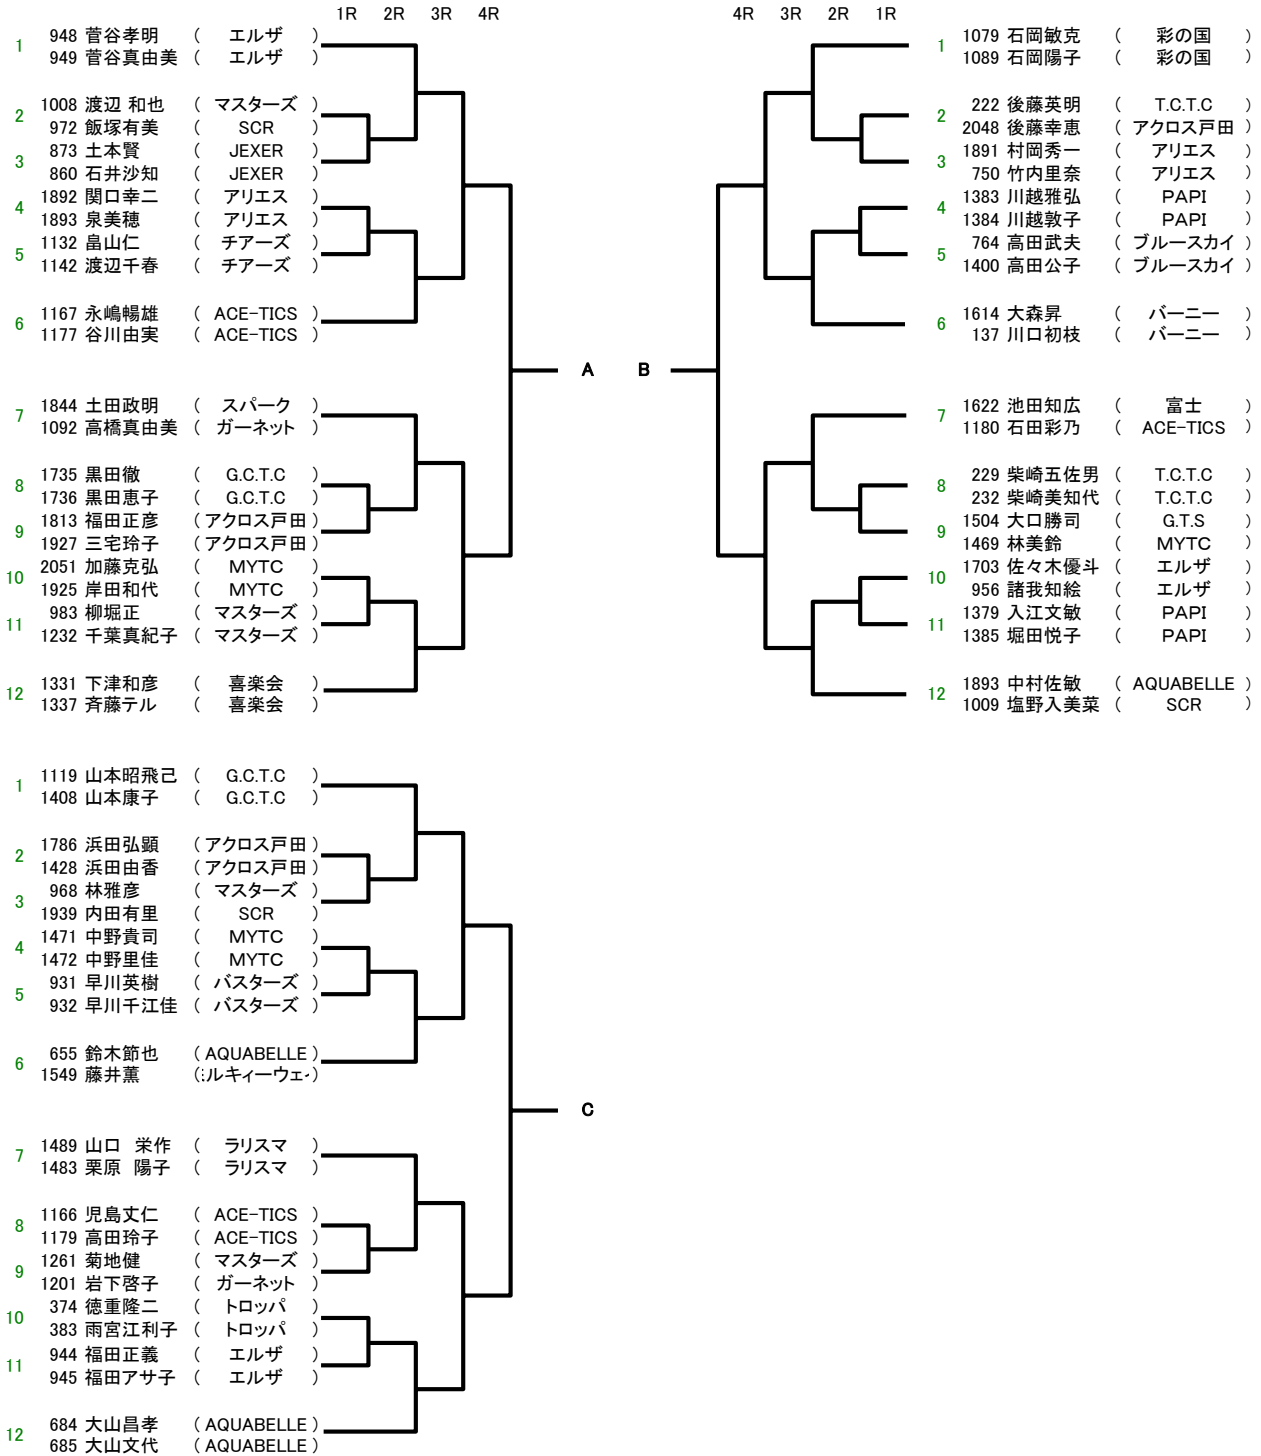 1R 2R 3R 4R
1 948 菅谷孝明 ( エルザ )
949 菅谷真由美 ( エルザ )
2 1008 渡辺 和也 ( マスターズ )
972 飯塚有美 ( SCR )
3 873 土本賢 ( JEXER )
860 石井沙知 ( JEXER )
4 1892 関口幸二 ( アリエス )
1893 泉美穂 ( アリエス )
5 1132 畠山仁 ( チアーズ )
1142 渡辺千春 ( チアーズ )
6 1167 永嶋暢雄 ( ACE-TICS )
1177 谷川由実 ( ACE-TICS )
7 1844 土田政明 ( スパーク )
1092 高橋真由美 ( ガーネット )
8 1735 黒田徹 ( G.C.T.C )
1736 黒田恵子 ( G.C.T.C )
9 1813 福田正彦 ( アクロス戸田 )
1927 三宅玲子 ( アクロス戸田 )
10 2051 加藤克弘 ( MYTC )
1925 岸田和代 ( MYTC )
11 983 柳堀正 ( マスターズ )
1232 千葉真紀子 ( マスターズ )
12 1331 下津和彦 ( 喜楽会 )
1337 斉藤テル ( 喜楽会 )
A
4R 3R 2R 1R
B
1 1079 石岡敏克 ( 彩の国 )
1089 石岡陽子 ( 彩の国 )
2 222 後藤英明 ( T.C.T.C )
2048 後藤幸恵 ( アクロス戸田 )
3 1891 村岡秀一 ( アリエス )
750 竹内里奈 ( アリエス )
4 1383 川越雅弘 ( PAPI )
1384 川越敦子 ( PAPI )
5 764 高田武夫 ( ブルースカイ )
1400 高田公子 ( ブルースカイ )
6 1614 大森昇 ( バーニー )
137 川口初枝 ( バーニー )
7 1622 池田知広 ( 富士 )
1180 石田彩乃 ( ACE-TICS )
8 229 柴崎五佐男 ( T.C.T.C )
232 柴崎美知代 ( T.C.T.C )
9 1504 大口勝司 ( G.T.S )
1469 林美鈴 ( MYTC )
10 1703 佐々木優斗 ( エルザ )
956 諸我知絵 ( エルザ )
11 1379 入江文敏 ( PAPI )
1385 堀田悦子 ( PAPI )
12 1893 中村佐敏 ( AQUABELLE )
1009 塩野入美菜 ( SCR )
1 1119 山本昭飛己 ( G.C.T.C )
1408 山本康子 ( G.C.T.C )
2 1786 浜田弘顕 ( アクロス戸田 )
1428 浜田由香 ( アクロス戸田 )
3 968 林雅彦 ( マスターズ )
1939 内田有里 ( SCR )
4 1471 中野貴司 ( MYTC )
1472 中野里佳 ( MYTC )
5 931 早川英樹 ( バスターズ )
932 早川千江佳 ( バスターズ )
6 655 鈴木節也 ( AQUABELLE )
1549 藤井薫 ( ルキィーウェ )
7 1489 山口 栄作 ( ラリスマ )
1483 栗原 陽子 ( ラリスマ )
8 1166 児島丈仁 ( ACE-TICS )
1179 高田玲子 ( ACE-TICS )
9 1261 菊地健 ( マスターズ )
1201 岩下啓子 ( ガーネット )
10 374 徳重隆二 ( トロッパ )
383 雨宮江利子 ( トロッパ )
11 944 福田正義 ( エルザ )
945 福田アサ子 ( エルザ )
12 684 大山昌孝 ( AQUABELLE )
685 大山文代 ( AQUABELLE )
C